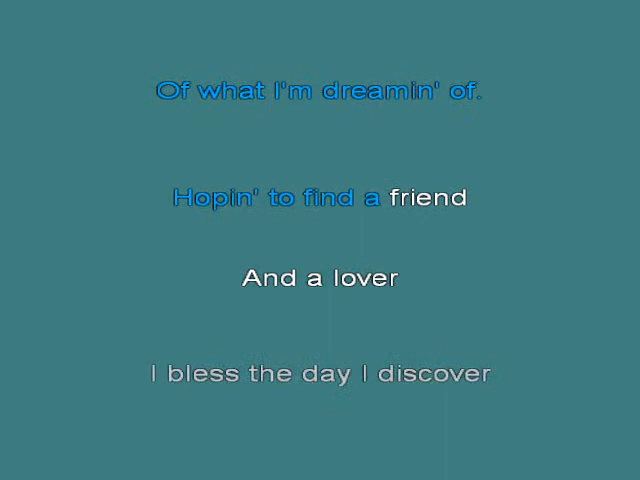 Of what I'm dreamin' of.
Hopin' to find a friend
And a lover
I bless the day I discover